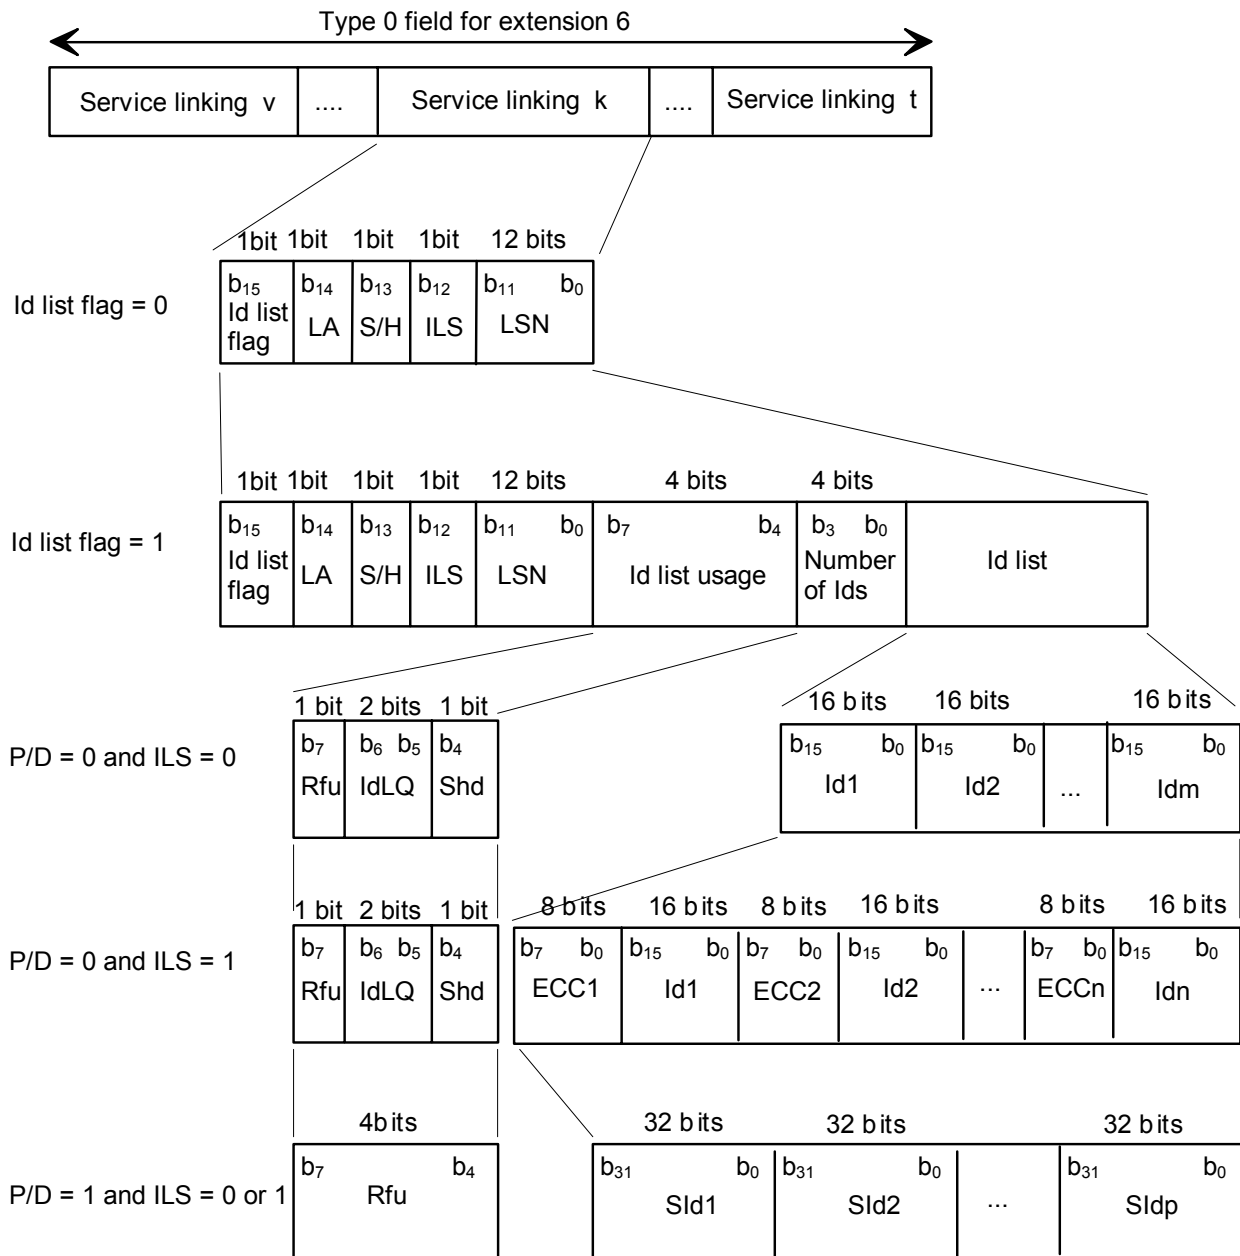 Type 0 field for extension 6
Service linking v .... Service linking k .... Service linking t
1bit 1bit 1bit 1bit 12 bits
Id list flag = 0
b15 b14 b13 b12 b11 b0
Id list flag LA S/H ILS LSN
1bit 1bit 1bit 1bit 12 bits 4 bits 4 bits
Id list flag = 1
b15 b14 b13 b12 b11 b0 b7 b4 b3 b0
Id list flag LA S/H ILS LSN Id list usage Number of Ids Id list
1 bit 2 bits 1 bit 16 bits 16 bits 16 bits
P/D = 0 and ILS = 0
b7 b6 b5 b4 b15 b0 b15 b0 b15 b0
Rfu IdLQ Shd Id1 Id2 ... Idm
1 bit 2 bits 1 bit 8 bits 16 bits 8 bits 16 bits 8 bits 16 bits
P/D = 0 and ILS = 1
b7 b6 b5 b4 b7 b0 b15 b0 b7 b0 b15 b0 b7 b0 b15 b0
Rfu IdLQ Shd ECC1 Id1 ECC2 Id2 ... ECCn Idn
4bits 32 bits 32 bits 32 bits
P/D = 1 and ILS = 0 or 1
b7 b4 b31 b0 b31 b0 b31 b0
Rfu SId1 SId2 ... SIdp